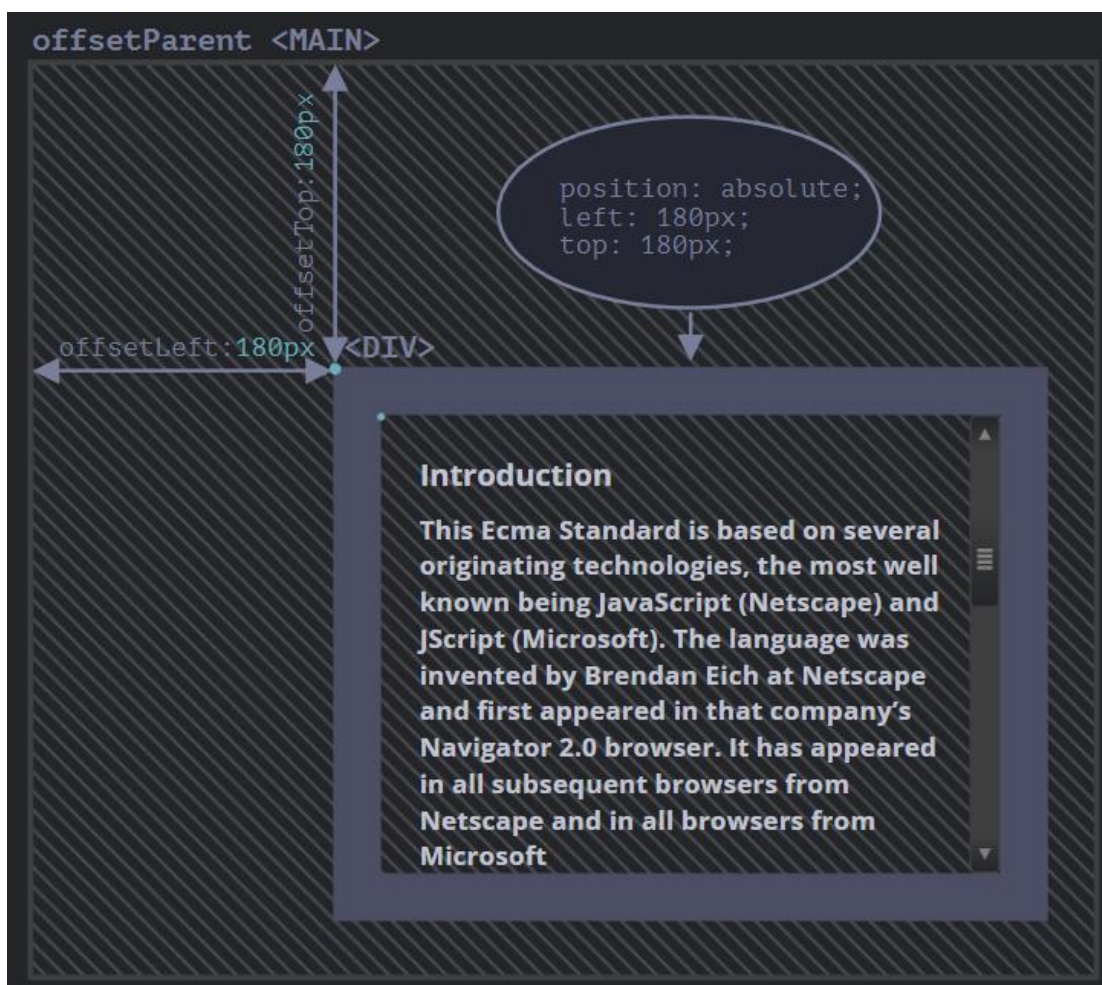 offsetParent <MAIN>
offsetTop:180px
position: absolute;
left: 180px;
top: 180px;
offsetLeft:180px
<DIV>
Introduction
This Ecma Standard is based on several
originating technologies, the most well
known being JavaScript (Netscape) and
JScript (Microsoft). The language was
invented by Brendan Eich at Netscape
and first appeared in that company’s
Navigator 2.0 browser. It has appeared
in all subsequent browsers from
Netscape and in all browsers from
Microsoft